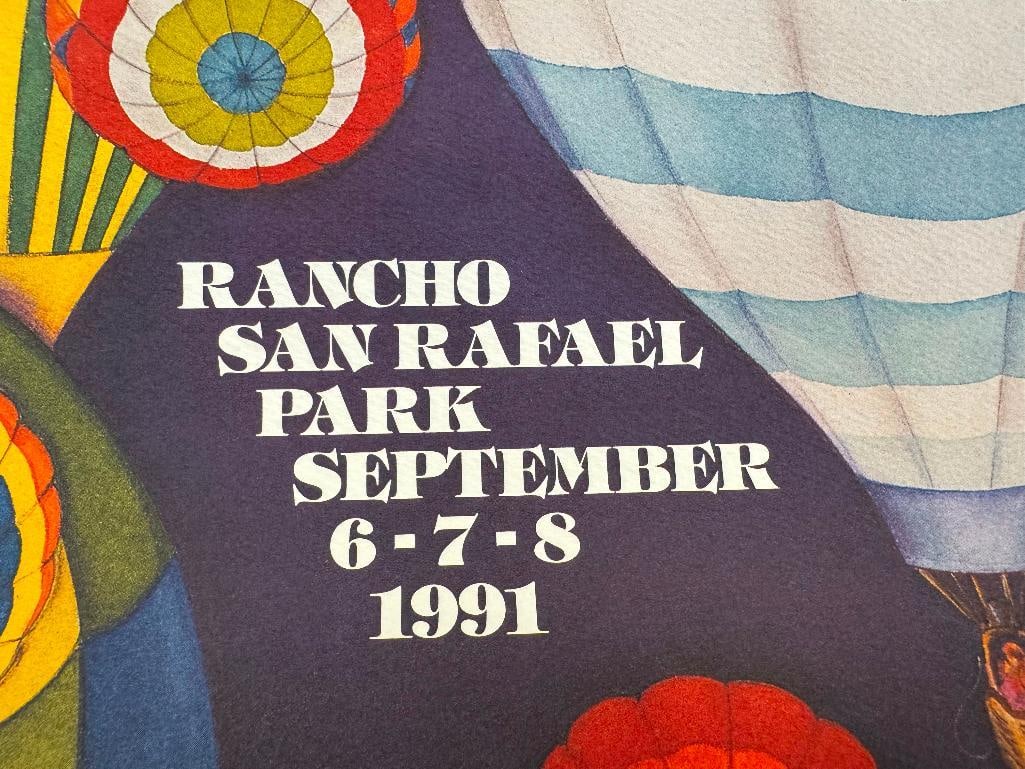 RANCHO
SAN RAFAEL
PARK
SEPTEMBER
6-7-8
1991